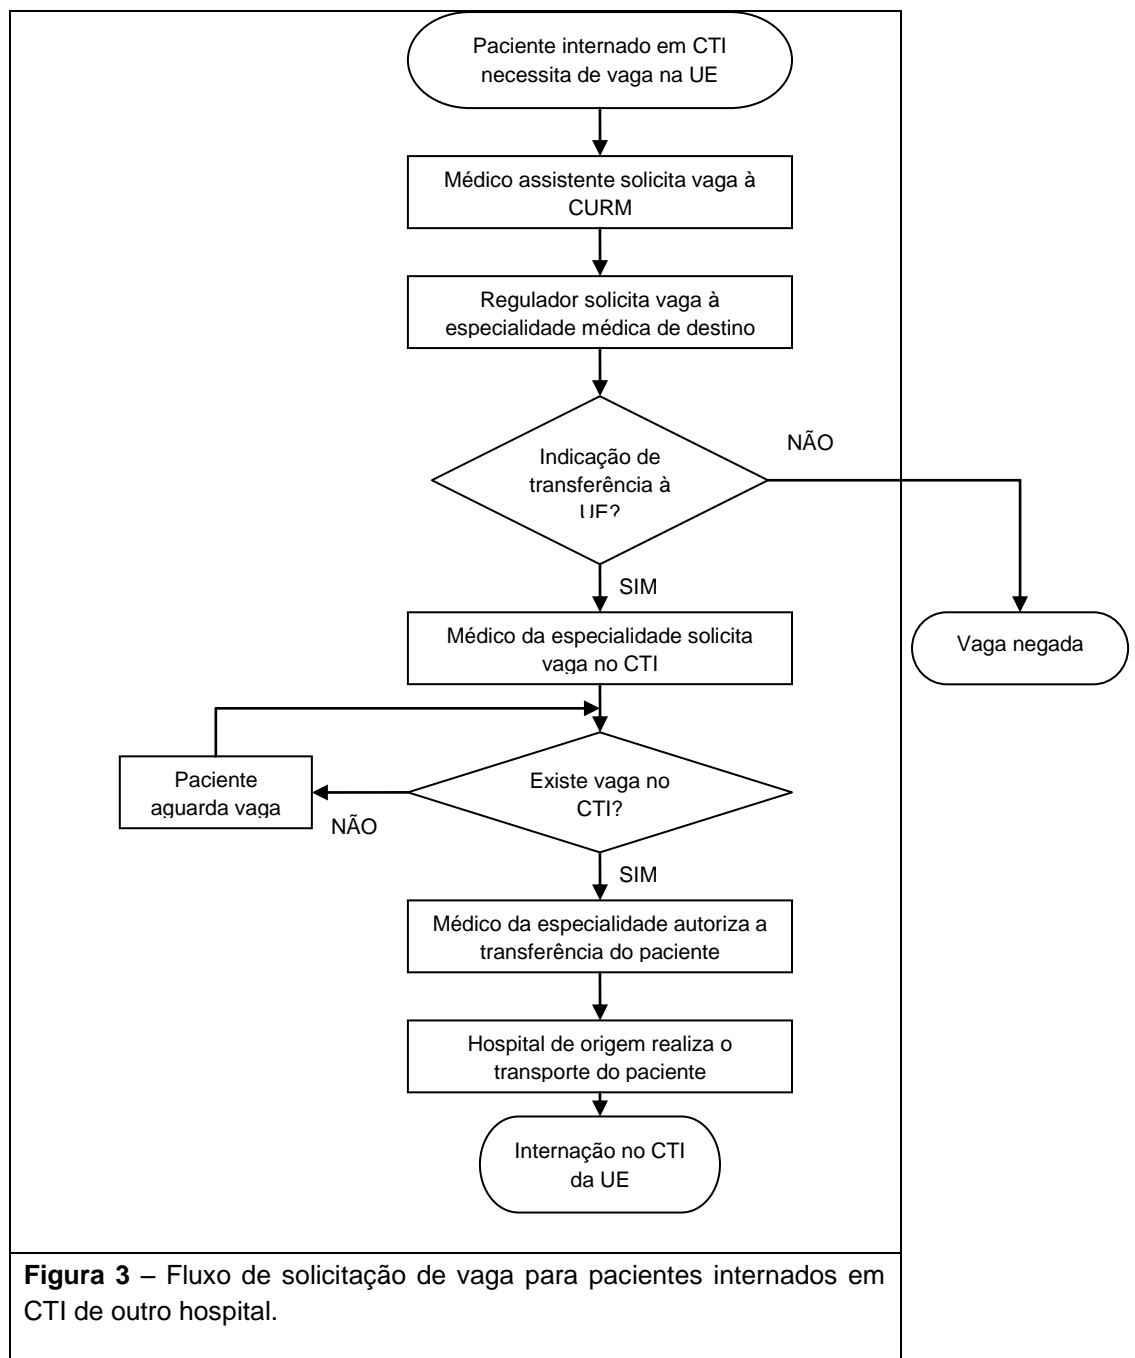 Paciente internado em CTI
necessita de vaga na UE
Médico assistente solicita vaga à
CURM
Regulador solicita vaga à
especialidade médica de destino
Indicação de
transferência à
UE?
NÃO
SIM
Médico da especialidade solicita
vaga no CTI
Vaga negada
Paciente
aguarda vaga
Existe vaga no
CTI?
NÃO
SIM
Médico da especialidade autoriza a
transferência do paciente
Hospital de origem realiza o
transporte do paciente
Internação no CTI
da UE
Figura 3 – Fluxo de solicitação de vaga para pacientes internados em
CTI de outro hospital.